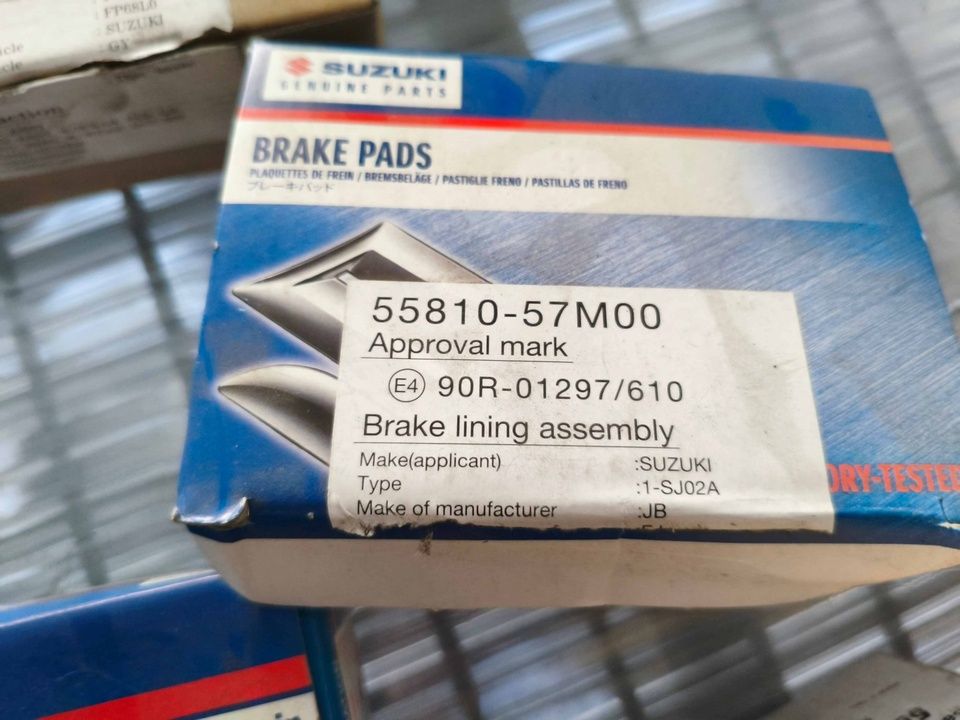 FP68L0
: SUZUKI
: GY
SUZUKI
GENUINE PARTS
BRAKE PADS
PLAQUETTES DE FREIN / BREMSBELÄGE / PASTIGLIE FRENO / PASTILLAS DE FRENO
ブレーキパッド
55810-57M00
Approval mark
E4 90R-01297/610
Brake lining assembly
Make(applicant) :SUZUKI
Type :1-SJ02A
Make of manufacturer :JB